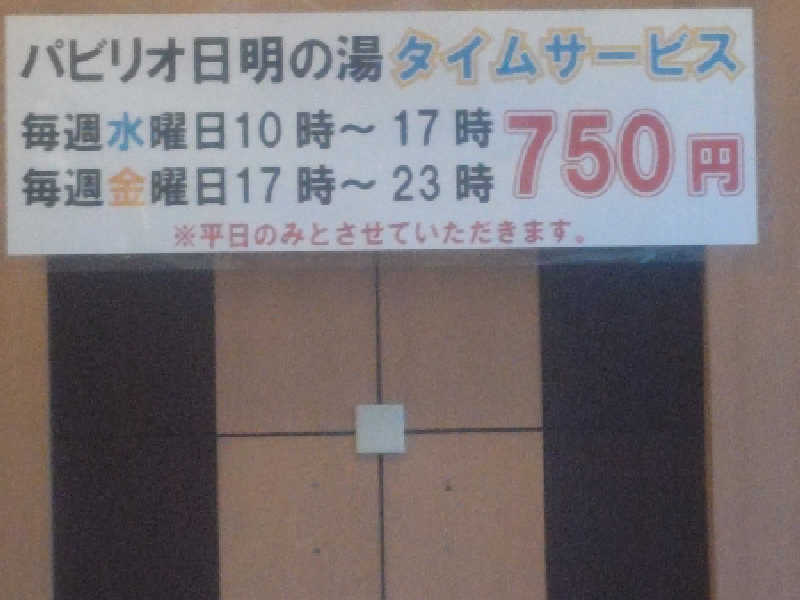 パビリオ日明の湯 タイムサービス
毎週水曜日10時～17時 750円
毎週金曜日17時～23時
※平日のみとさせていただきます。